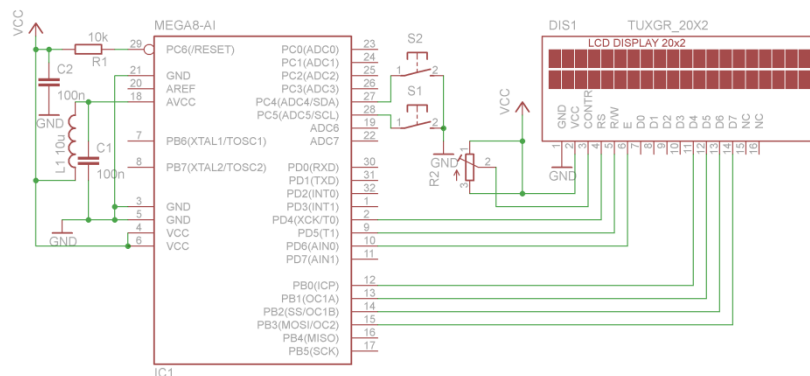 VCC
10k
R1
C2
100n
GND
L1 10u
C1
100n
GND
MEGA8-AI
29 PC6(/RESET)
21 GND
20 AREF
18 AVCC
7 PB6(XTAL1/TOSC1)
8 PB7(XTAL2/TOSC2)
3 GND
5 GND
4 VCC
6 VCC
PC0(ADC0) 23
PC1(ADC1) 24
PC2(ADC2) 25
PC3(ADC3) 26
PC4(ADC4/SDA) 27
PC5(ADC5/SCL) 28
ADC6 19
ADC7 22
PD0(RXD) 30
PD1(TXD) 31
PD2(INT0) 32
PD3(INT1) 1
PD4(XCK/T0) 2
PD5(T1) 9
PD6(AIN0) 10
PD7(AIN1) 11
PB0(ICP) 12
PB1(OC1A) 13
PB2(SS/OC1B) 14
PB3(MOSI/OC2) 15
PB4(MISO) 16
PB5(SCK) 17
IC1
S2
1 2
S1
1 2
GND
VCC
R2
1
2
3
DIS1 TUXGR_20X2
LCD DISPLAY 20x2
GND VCC CONTR RS R/W E D0 D1 D2 D3 D4 D5 D6 D7 NC NC
1 2 3 4 5 6 7 8 9 10 11 12 13 14 15 16
GND